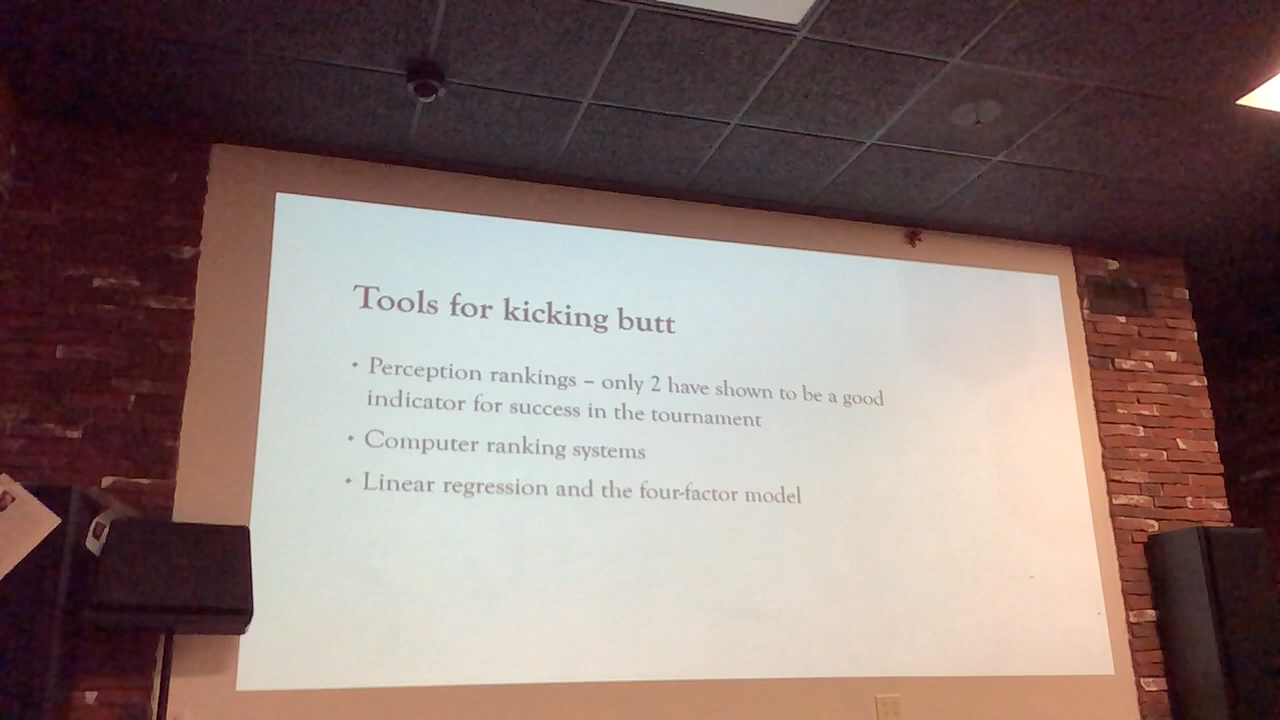 Tools for kicking butt
• Perception rankings – only 2 have shown to be a good
indicator for success in the tournament
• Computer ranking systems
• Linear regression and the four-factor model